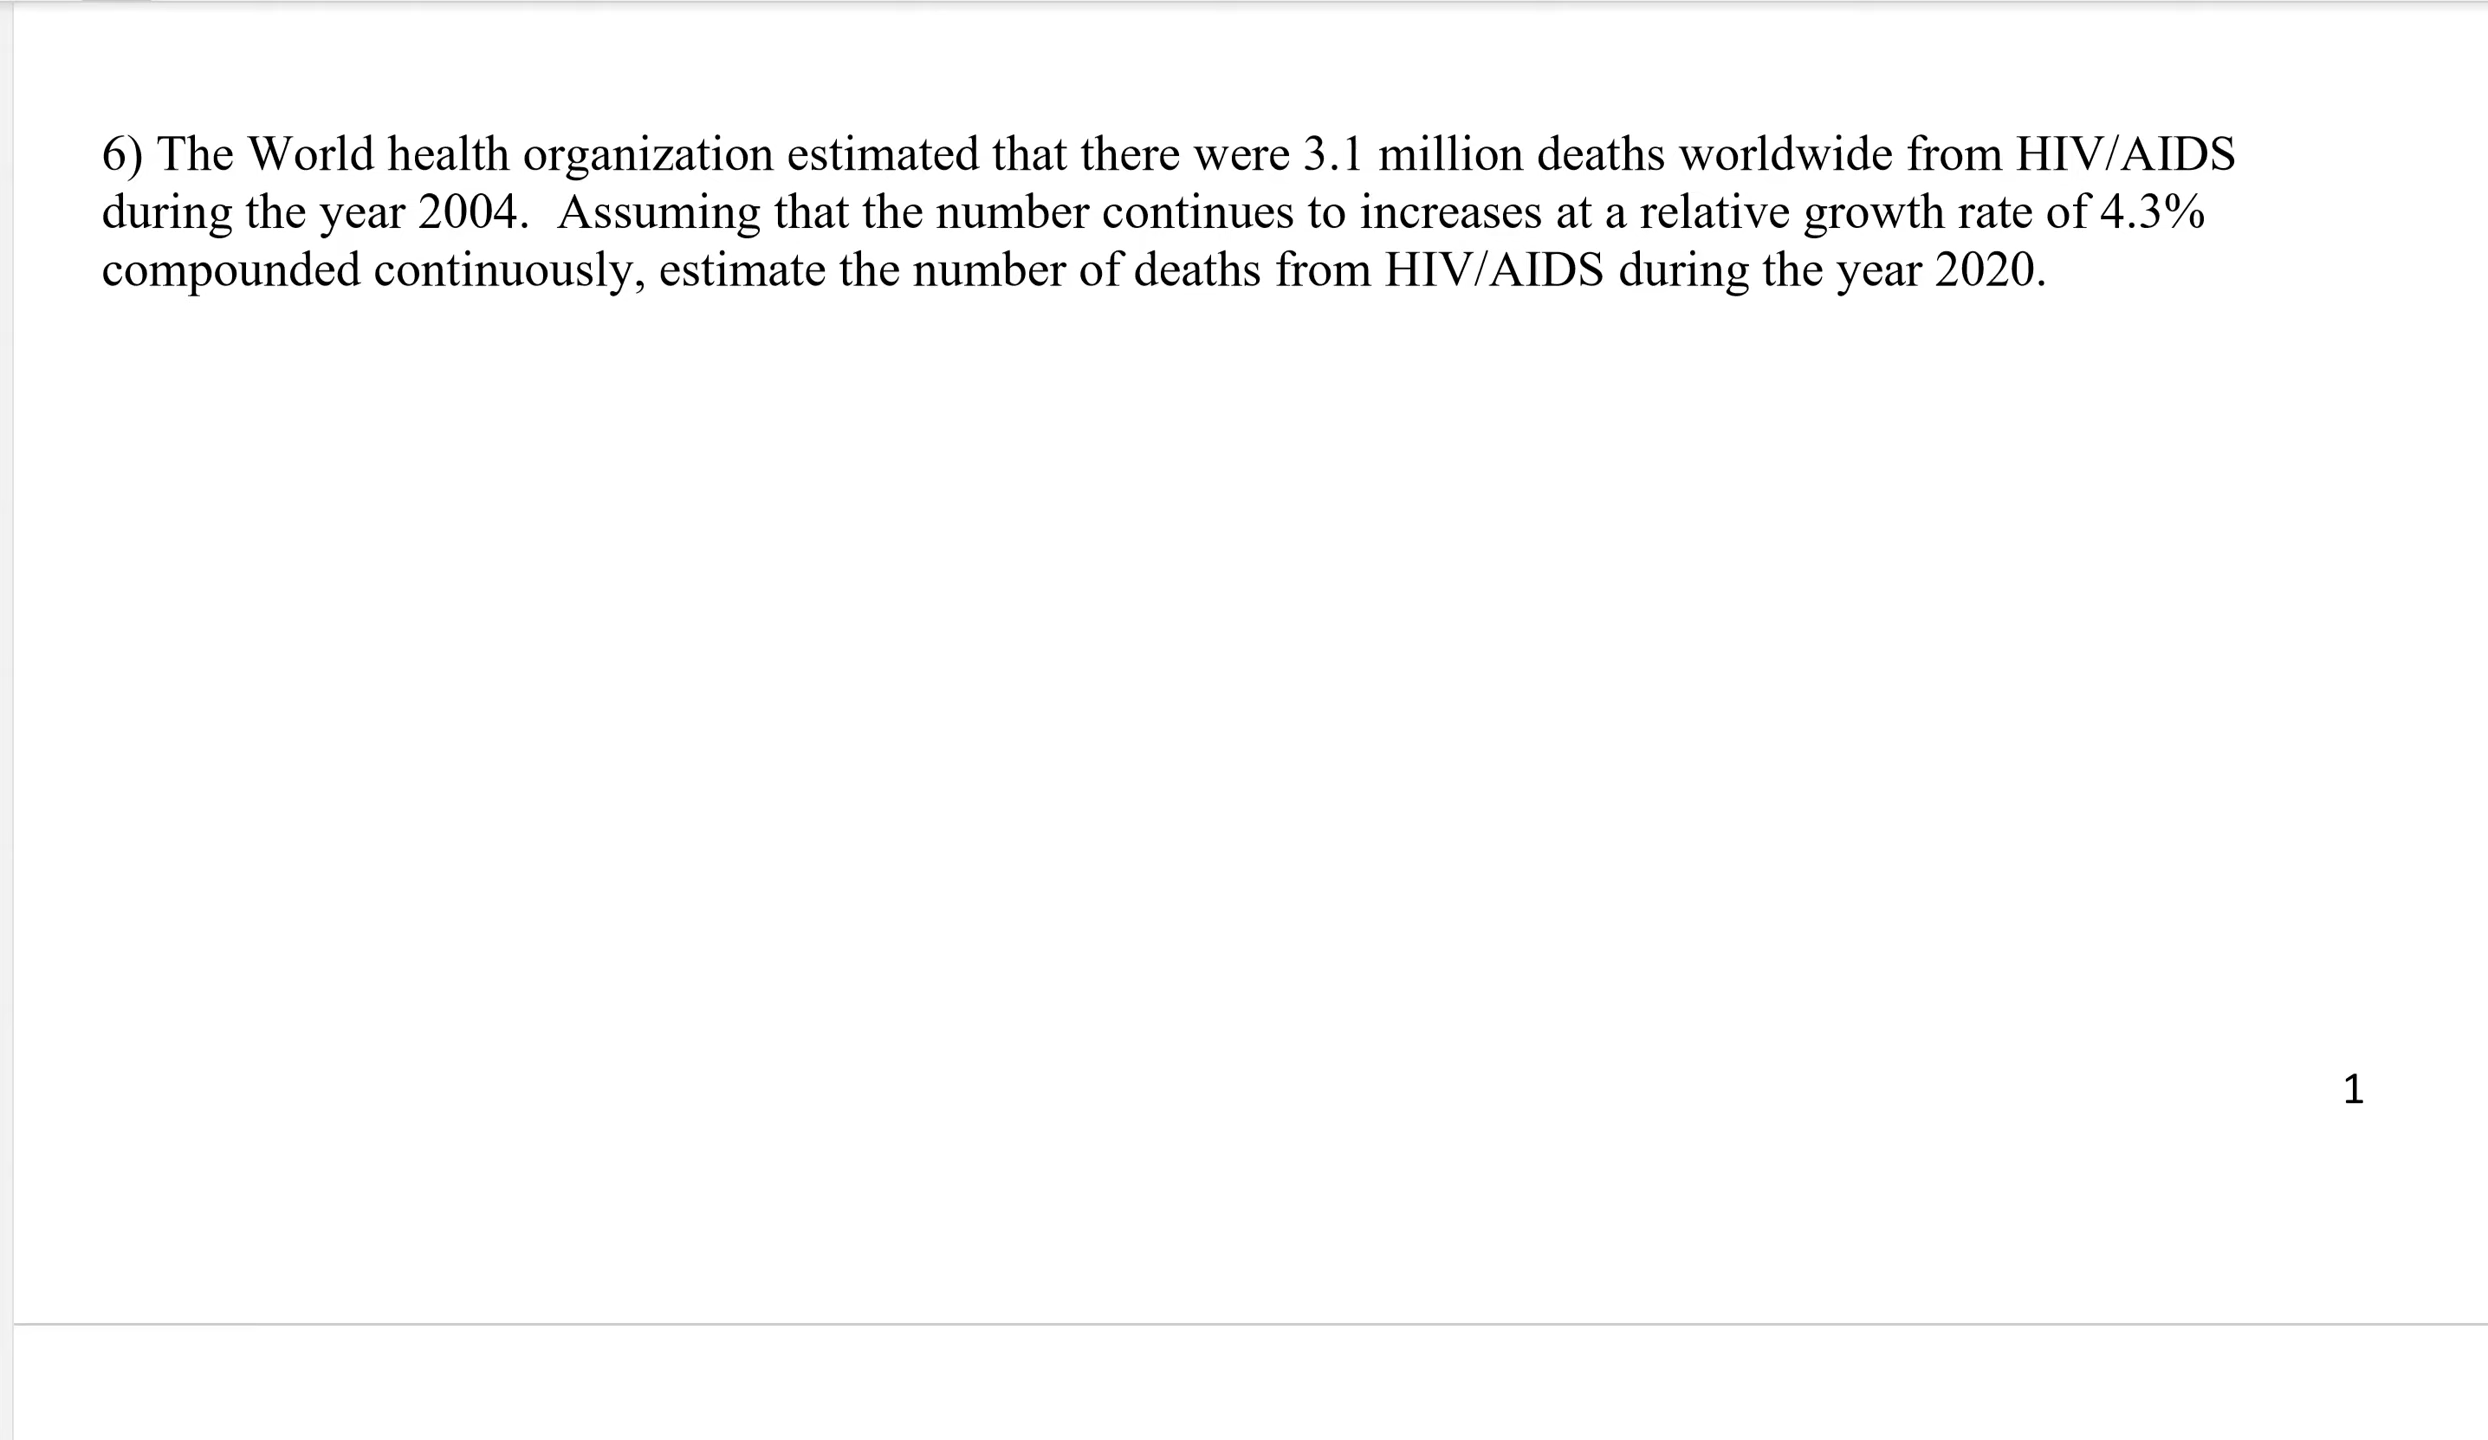 6) The World health organization estimated that there were 3.1 million deaths worldwide from HIV/AIDS
during the year 2004.  Assuming that the number continues to increases at a relative growth rate of 4.3%
compounded continuously, estimate the number of deaths from HIV/AIDS during the year 2020.
1